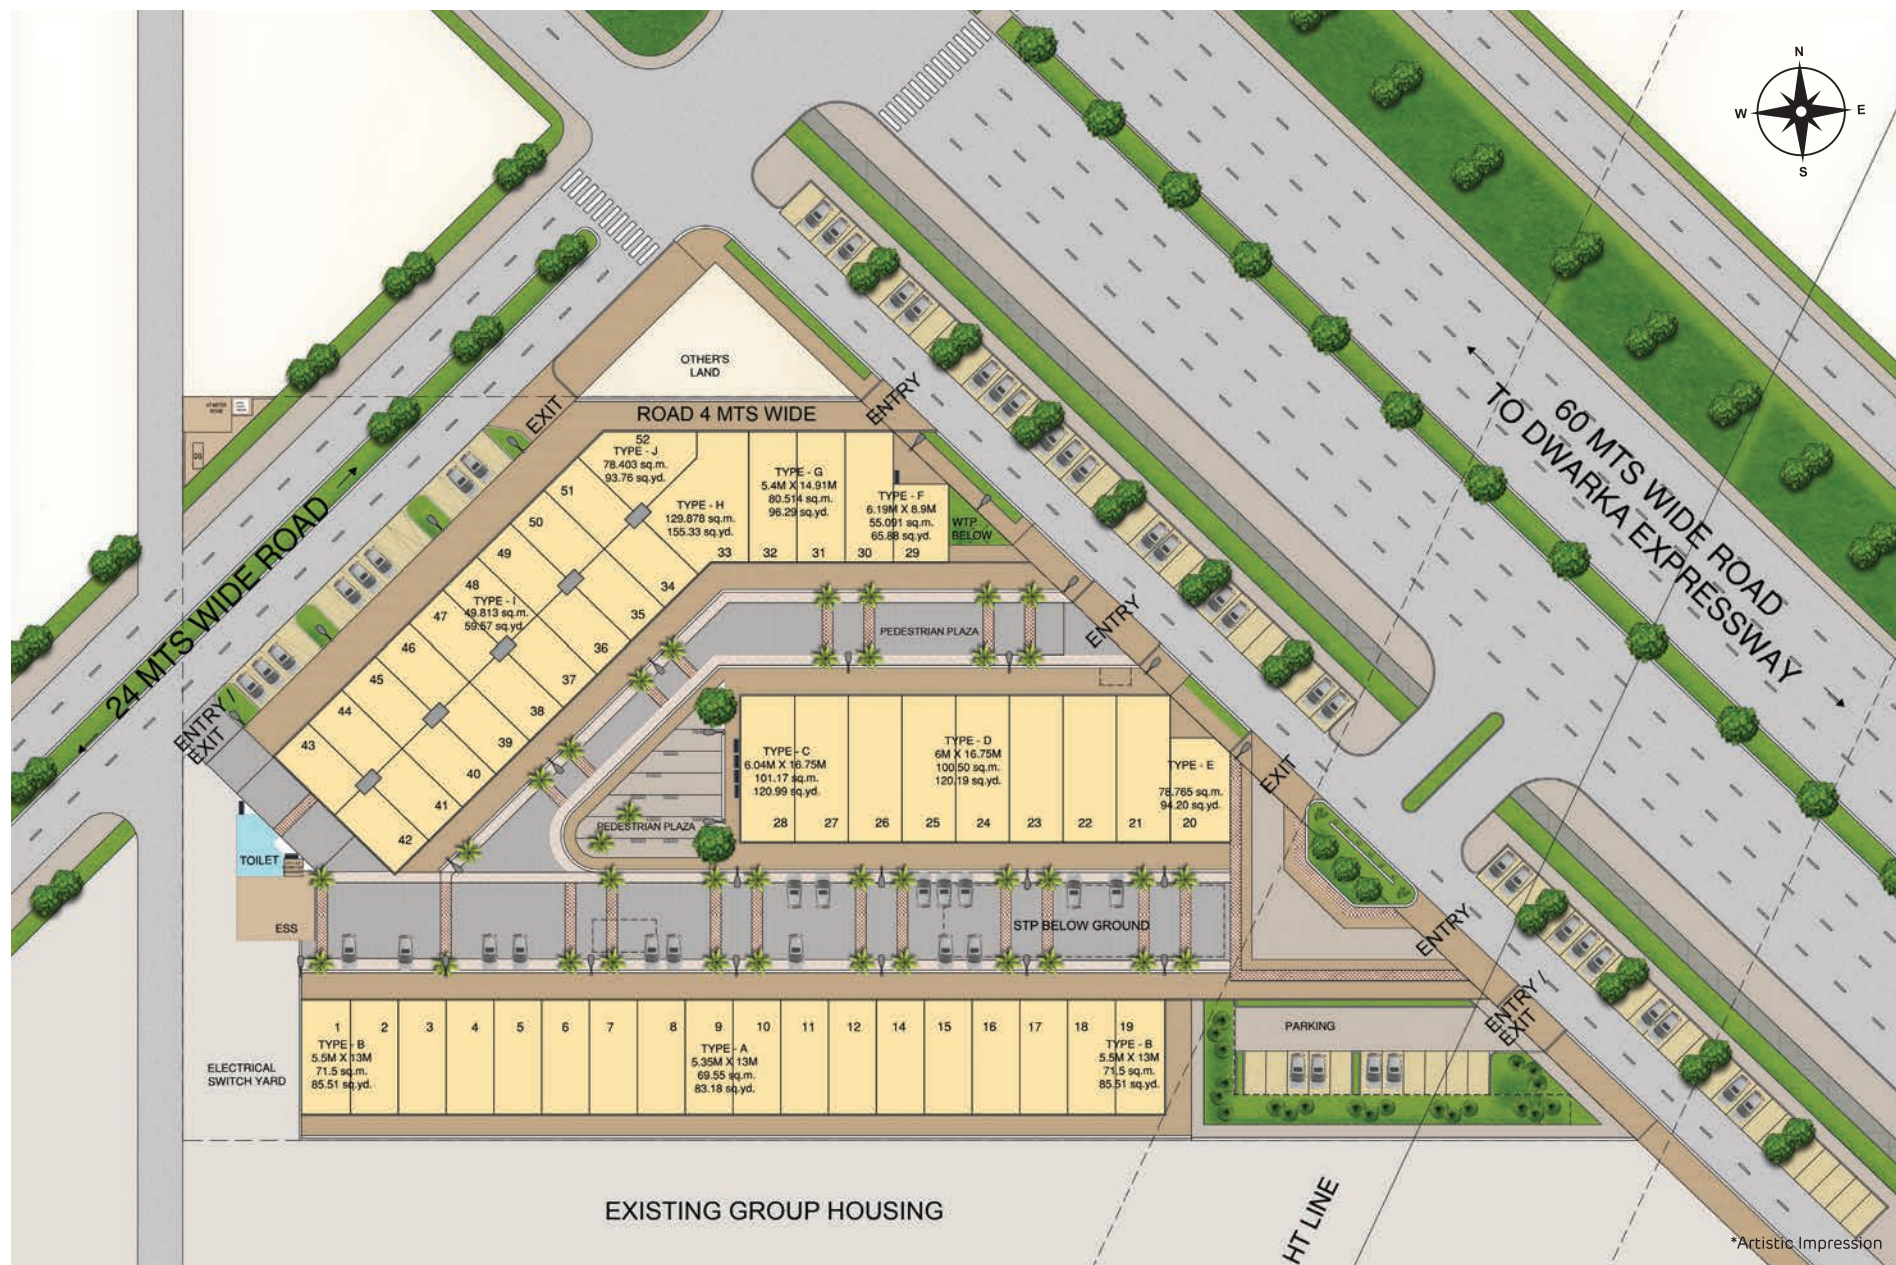 N
W
E
S
OTHER'S
LAND
ROAD 4 MTS WIDE
EXIT
ENTRY
60 MTS WIDE ROAD
TO DWARKA EXPRESSWAY
24 MTS WIDE ROAD
DG
52
TYPE - J
78.403 sq.m.
93.76 sq.yd.
TYPE - H
129.878 sq.m.
155.33 sq.yd.
33
TYPE - G
5.4M X 14.91M
80.514 sq.m.
96.29 sq.yd.
32
31
TYPE - F
6.19M X 8.9M
55.091 sq.m.
65.88 sq.yd.
30
29
WTP
BELOW
51
50
49
48
TYPE - I
49.813 sq.m.
59.57 sq.yd.
47
46
45
44
43
34
35
36
37
38
39
40
41
42
ENTRY /
EXIT
PEDESTRIAN PLAZA
ENTRY
PEDESTRIAN PLAZA
TYPE - C
6.04M X 16.75M
101.17 sq.m.
120.99 sq.yd.
TYPE - D
6M X 16.75M
100.50 sq.m.
120.19 sq.yd.
TYPE - E
78.765 sq.m.
94.20 sq.yd.
28
27
26
25
24
23
22
21
20
EXIT
TOILET
ESS
STP BELOW GROUND
ENTRY
ENTRY /
EXIT
1
2
3
4
5
6
7
8
9
10
11
12
14
15
16
17
18
19
TYPE - B
5.5M X 13M
71.5 sq.m.
85.51 sq.yd.
TYPE - A
5.35M X 13M
69.55 sq.m.
83.18 sq.yd.
TYPE - B
5.5M X 13M
71.5 sq.m.
85.51 sq.yd.
PARKING
ELECTRICAL
SWITCH YARD
EXISTING GROUP HOUSING
HT LINE
*Artistic Impression